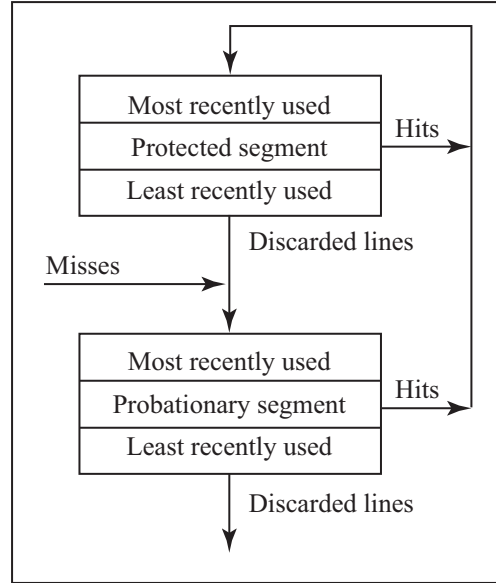 Most recently used
Protected segment
Hits
Least recently used
Discarded lines
Misses
Most recently used
Probationary segment
Hits
Least recently used
Discarded lines